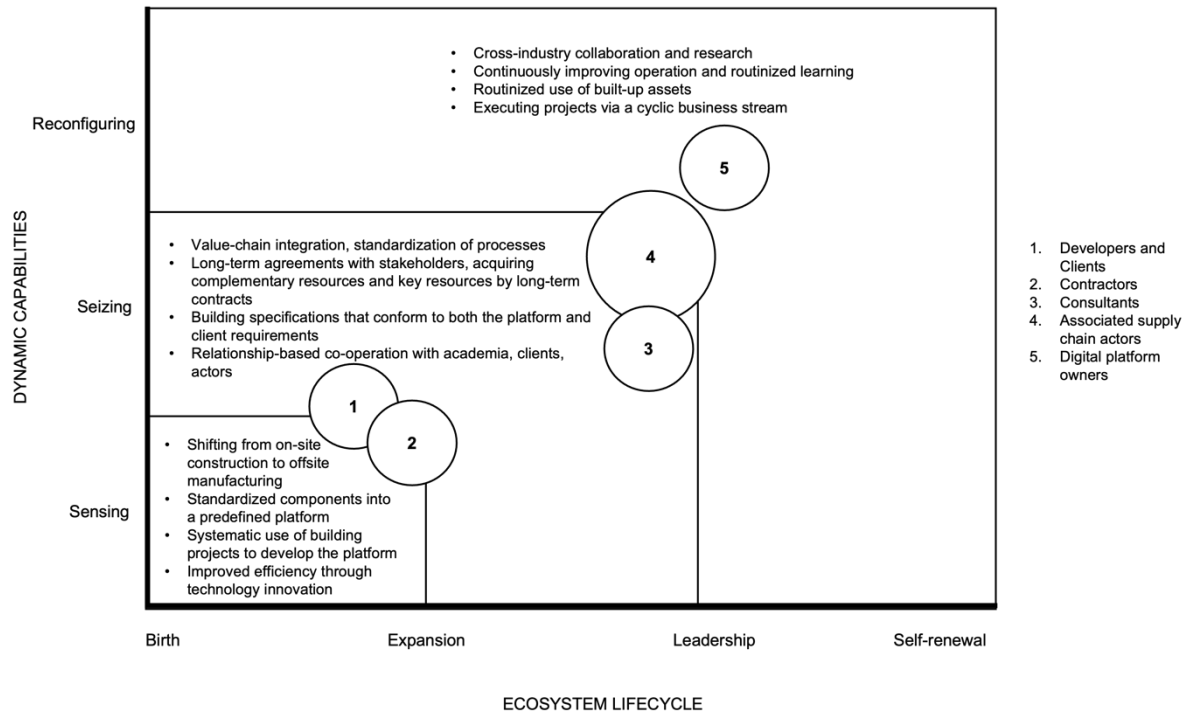 • Cross-industry collaboration and research
• Continuously improving operation and routinized learning
• Routinized use of built-up assets
• Executing projects via a cyclic business stream
Reconfiguring
5
DYNAMIC CAPABILITIES
• Value-chain integration, standardization of processes
• Long-term agreements with stakeholders, acquiring
complementary resources and key resources by long-term
contracts
• Building specifications that conform to both the platform and
client requirements
• Relationship-based co-operation with academia, clients,
actors
Seizing
4
3
1
2
• Shifting from on-site
construction to offsite
manufacturing
• Standardized components into
a predefined platform
• Systematic use of building
projects to develop the platform
• Improved efficiency through
technology innovation
Sensing
1. Developers and
Clients
2. Contractors
3. Consultants
4. Associated supply
chain actors
5. Digital platform
owners
Birth
Expansion
Leadership
Self-renewal
ECOSYSTEM LIFECYCLE